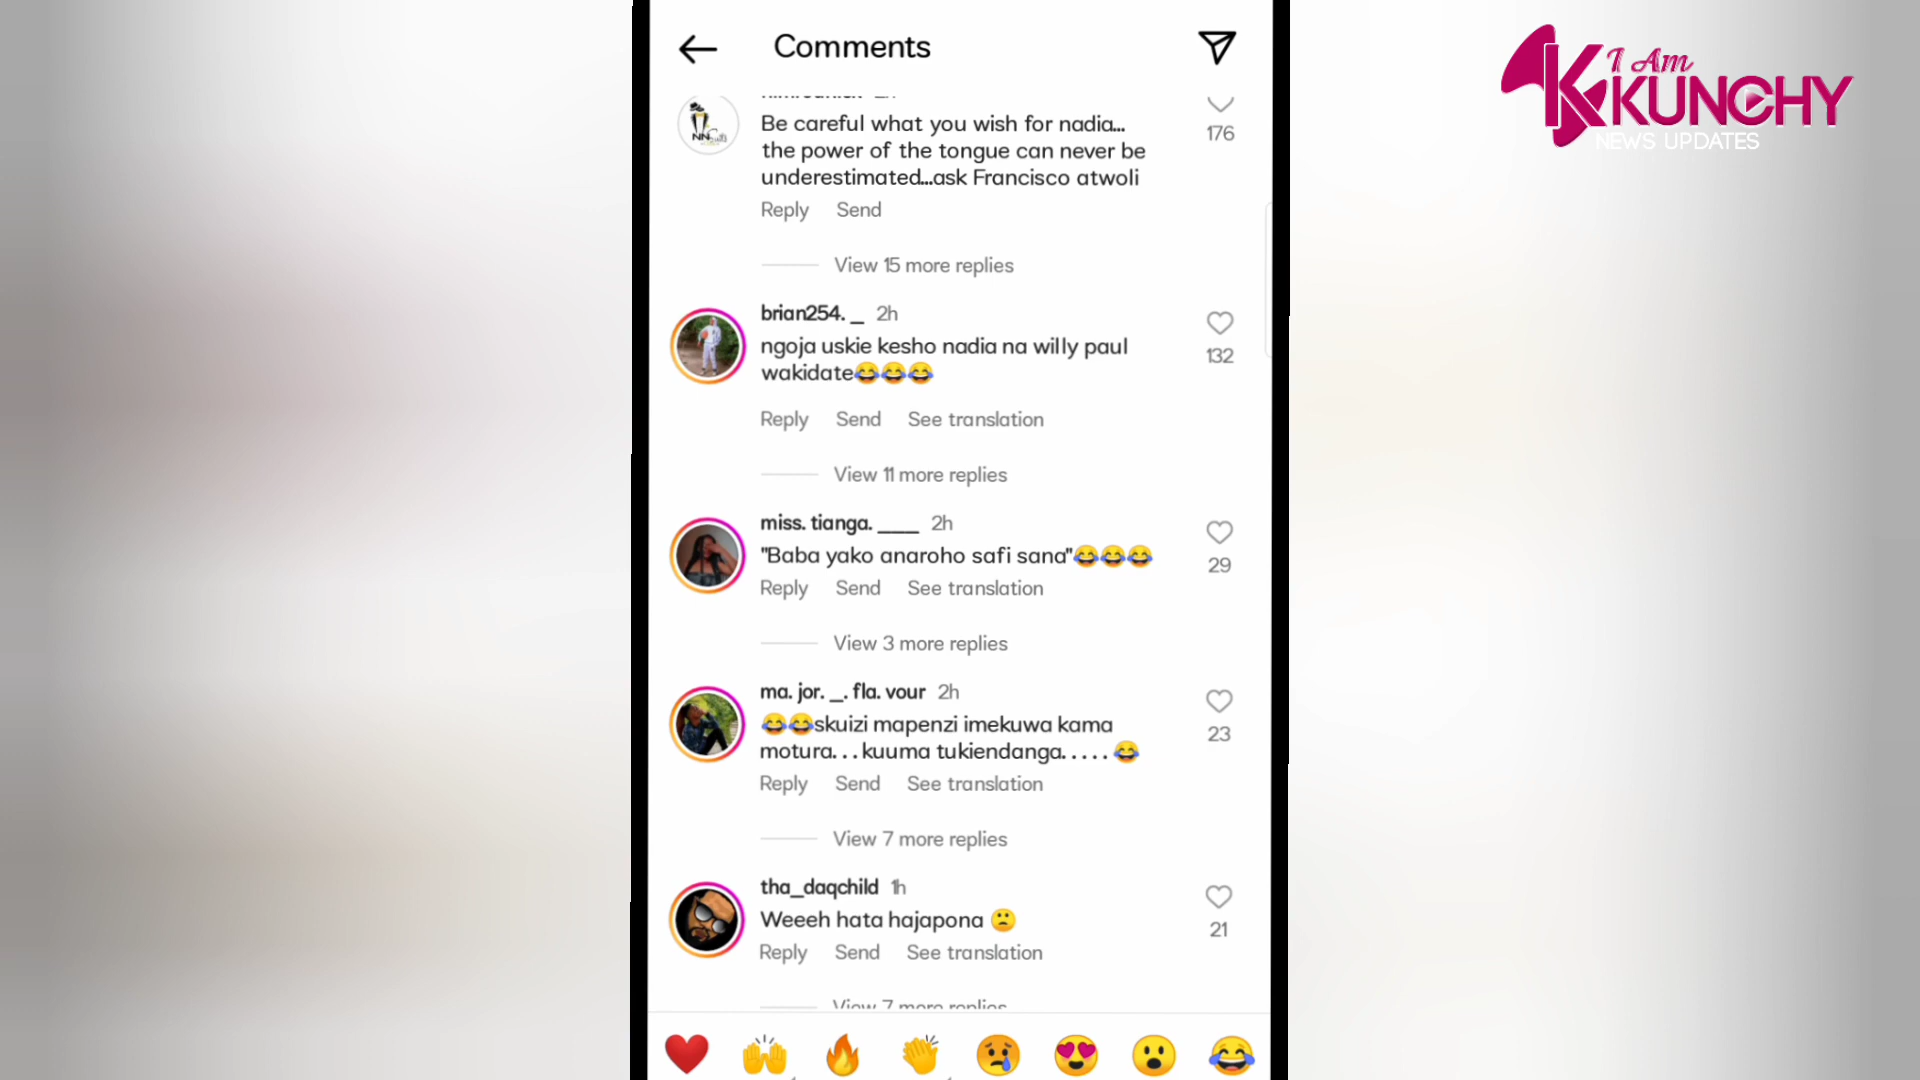 Comments
I Am
KUNCHY
NEWS UPDATES
Be careful what you wish for nadia...
the power of the tongue can never be
underestimated...ask Francisco atwoli
176
Reply Send
View 15 more replies
brian254. _ 2h
ngoja uskie kesho nadia na willy paul
wakidate😂😂😂
132
Reply Send See translation
View 11 more replies
miss. tianga. ___ 2h
"Baba yako anaroho safi sana"😂😂😂
29
Reply Send See translation
View 3 more replies
ma. jor. _. fla. vour 2h
😂😂skuizi mapenzi imekuwa kama
motura. . . kuuma tukiendanga. . . . . 😂
23
Reply Send See translation
View 7 more replies
tha_daqchild 1h
Weeeh hata hajapona 🙁
21
Reply Send See translation
View 7 more replies